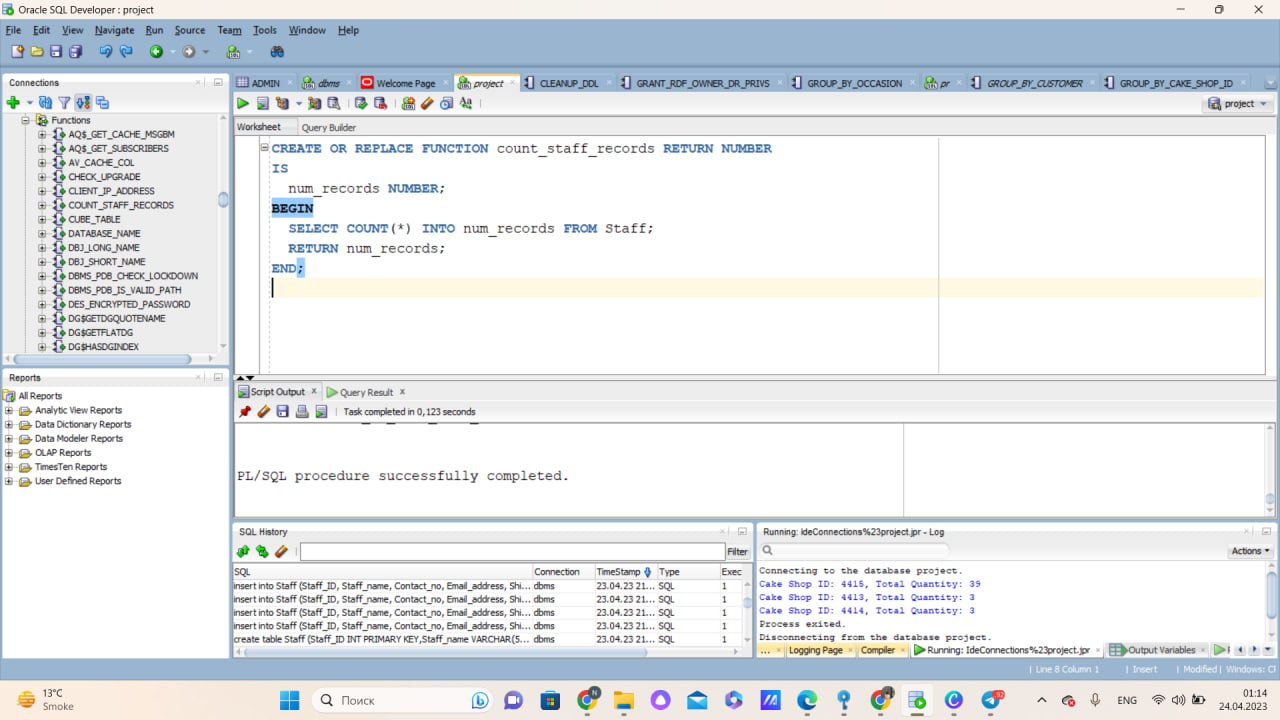 Oracle SQL Developer : project
File Edit View Navigate Run Source Team Tools Window Help
Connections
Functions
AQ$_GET_CACHE_MSGBM
AQ$_GET_SUBSCRIBERS
AV_CACHE_COL
CHECK_UPGRADE
CLIENT_IP_ADDRESS
COUNT_STAFF_RECORDS
CUBE_TABLE
DATABASE_NAME
DBJ_LONG_NAME
DBJ_SHORT_NAME
DBMS_PDB_CHECK_LOCKDOWN
DBMS_PDB_IS_VALID_PATH
DES_ENCRYPTED_PASSWORD
DG$GETDGQUOTENAME
DG$GETFLATDG
DG$HASDGINDEX
Reports
All Reports
Analytic View Reports
Data Dictionary Reports
Data Modeler Reports
OLAP Reports
TimesTen Reports
User Defined Reports
ADMIN dbms Welcome Page project CLEANUP_DDL GRANT_RDF_OWNER_DR_PRIVS GROUP_BY_OCCASION pr GROUP_BY_CUSTOMER GROUP_BY_CAKE_SHOP_ID
project
Worksheet Query Builder
CREATE OR REPLACE FUNCTION count_staff_records RETURN NUMBER
IS
num_records NUMBER;
BEGIN
SELECT COUNT(*) INTO num_records FROM Staff;
RETURN num_records;
END;
Script Output Query Result
Task completed in 0,123 seconds
PL/SQL procedure successfully completed.
SQL History
Filter
SQL Connection TimeStamp Type Exec
insert into Staff (Staff_ID, Staff_name, Contact_no, Email_address, Shi... dbms 23.04.23 21... SQL 1
insert into Staff (Staff_ID, Staff_name, Contact_no, Email_address, Shi... dbms 23.04.23 21... SQL 1
insert into Staff (Staff_ID, Staff_name, Contact_no, Email_address, Shi... dbms 23.04.23 21... SQL 1
insert into Staff (Staff_ID, Staff_name, Contact_no, Email_address, Shi... dbms 23.04.23 21... SQL 1
create table Staff (Staff_ID INT PRIMARY KEY,Staff_name VARCHAR(5... dbms 23.04.23 21... SQL 1
Running: IdeConnections%23project.jpr - Log
Actions
Connecting to the database project.
Cake Shop ID: 4415, Total Quantity: 39
Cake Shop ID: 4413, Total Quantity: 3
Cake Shop ID: 4414, Total Quantity: 3
Process exited.
Disconnecting from the database project.
... Logging Page Compiler Running: IdeConnections%23project.jpr Output Variables
Line 8 Column 1 Insert Modified Windows: CF
13°C
Smoke
Поиск
ENG
01:14
24.04.2023